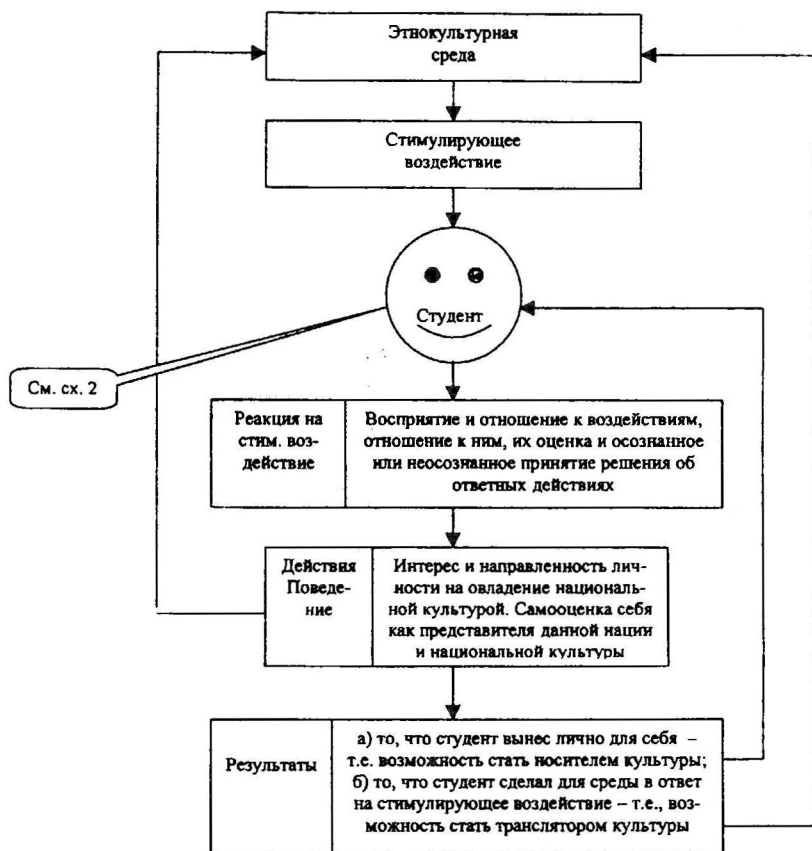 Этнокультурная
среда
Стимулирующее
воздействие
Студент
См. сх. 2
Реакция на
стим. воз-
действие
Восприятие и отношение к воздействиям,
отношение к ним, их оценка и осознанное
или неосознанное принятие решения об
ответных действиях
Действия
Поведе-
ние
Интерес и направленность лич-
ности на овладение националь-
ной культурой. Самооценка себя
как представителя данной нации
и национальной культуры
Результаты
а) то, что студент вынес лично для себя –
т.е. возможность стать носителем культуры;
б) то, что студент сделал для среды в ответ
на стимулирующее воздействие – т.е., воз-
можность стать транслятором культуры